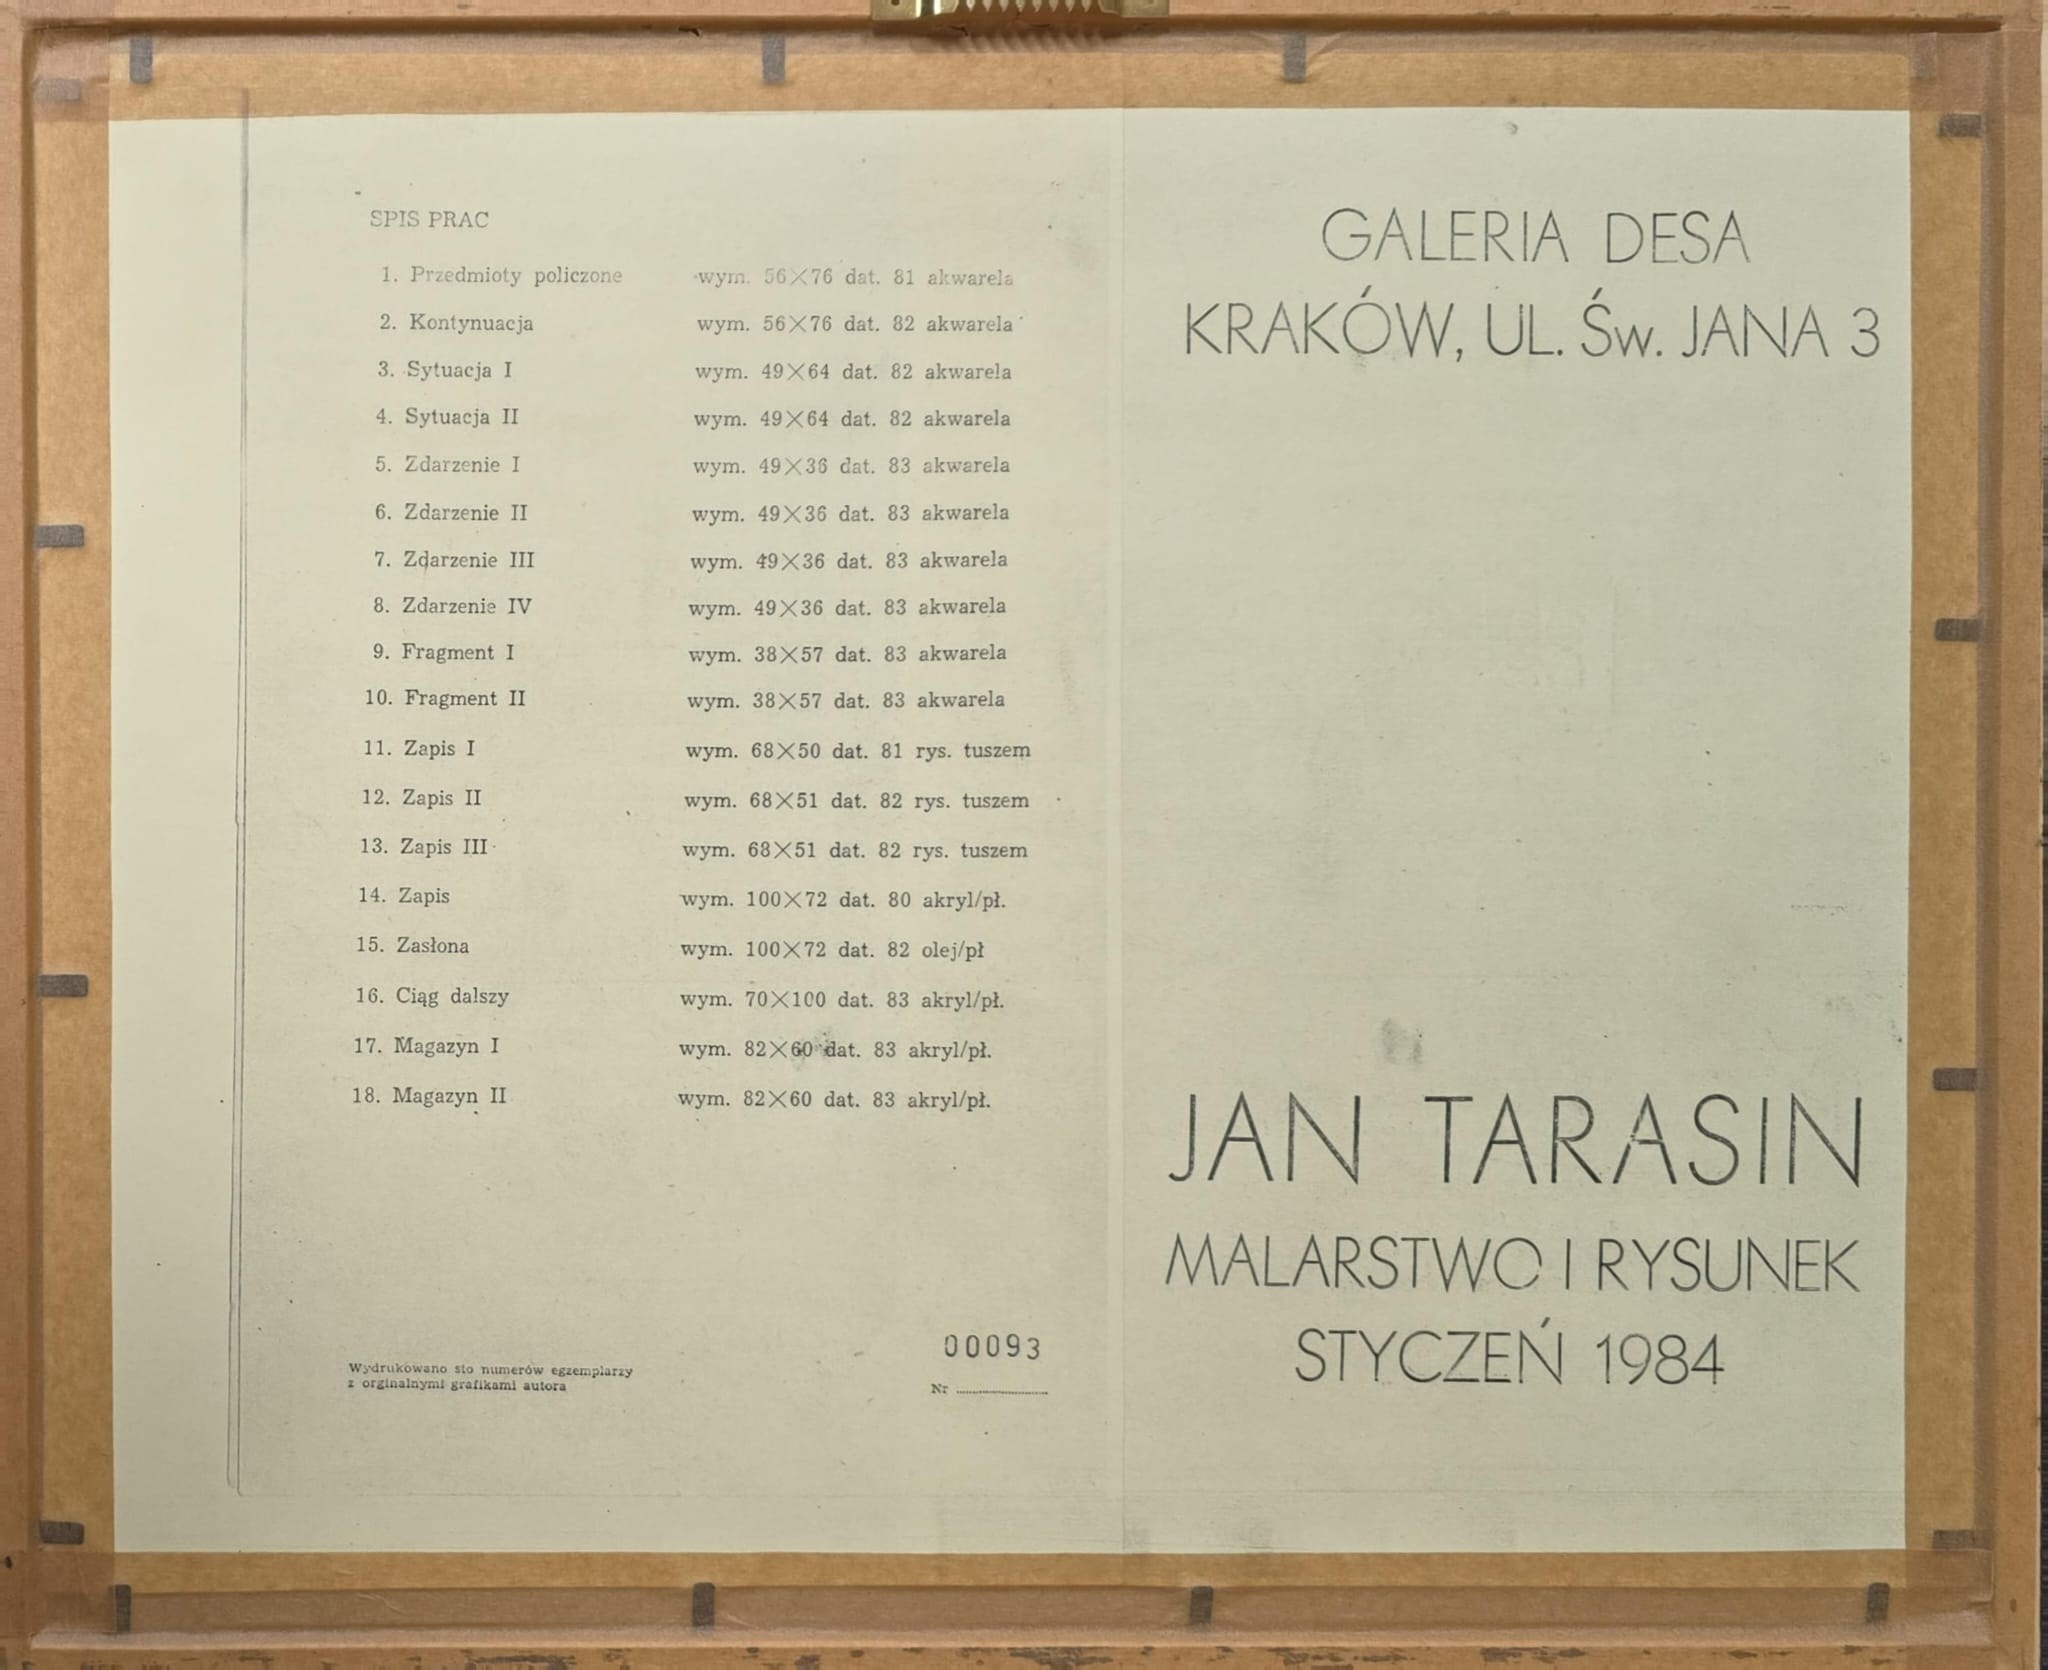 SPIS PRAC
1. Przedmioty policzone wym. 56×76 dat. 81 akwarela
2. Kontynuacja wym. 56×76 dat. 82 akwarela
3. Sytuacja I wym. 49×64 dat. 82 akwarela
4. Sytuacja II wym. 49×64 dat. 82 akwarela
5. Zdarzenie I wym. 49×36 dat. 83 akwarela
6. Zdarzenie II wym. 49×36 dat. 83 akwarela
7. Zdarzenie III wym. 49×36 dat. 83 akwarela
8. Zdarzenie IV wym. 49×36 dat. 83 akwarela
9. Fragment I wym. 38×57 dat. 83 akwarela
10. Fragment II wym. 38×57 dat. 83 akwarela
11. Zapis I wym. 68×50 dat. 81 rys. tuszem
12. Zapis II wym. 68×51 dat. 82 rys. tuszem
13. Zapis III wym. 68×51 dat. 82 rys. tuszem
14. Zapis wym. 100×72 dat. 80 akryl/pł.
15. Zasłona wym. 100×72 dat. 82 olej/pł
16. Ciąg dalszy wym. 70×100 dat. 83 akryl/pł.
17. Magazyn I wym. 82×60 dat. 83 akryl/pł.
18. Magazyn II wym. 82×60 dat. 83 akryl/pł.
Wydrukowano sto numerów egzemplarzy
z orginalnymi grafikami autora
00093
Nr ....................
GALERIA DESA
KRAKÓW, UL. Św. JANA 3
JAN TARASIN
MALARSTWO I RYSUNEK
STYCZEŃ 1984